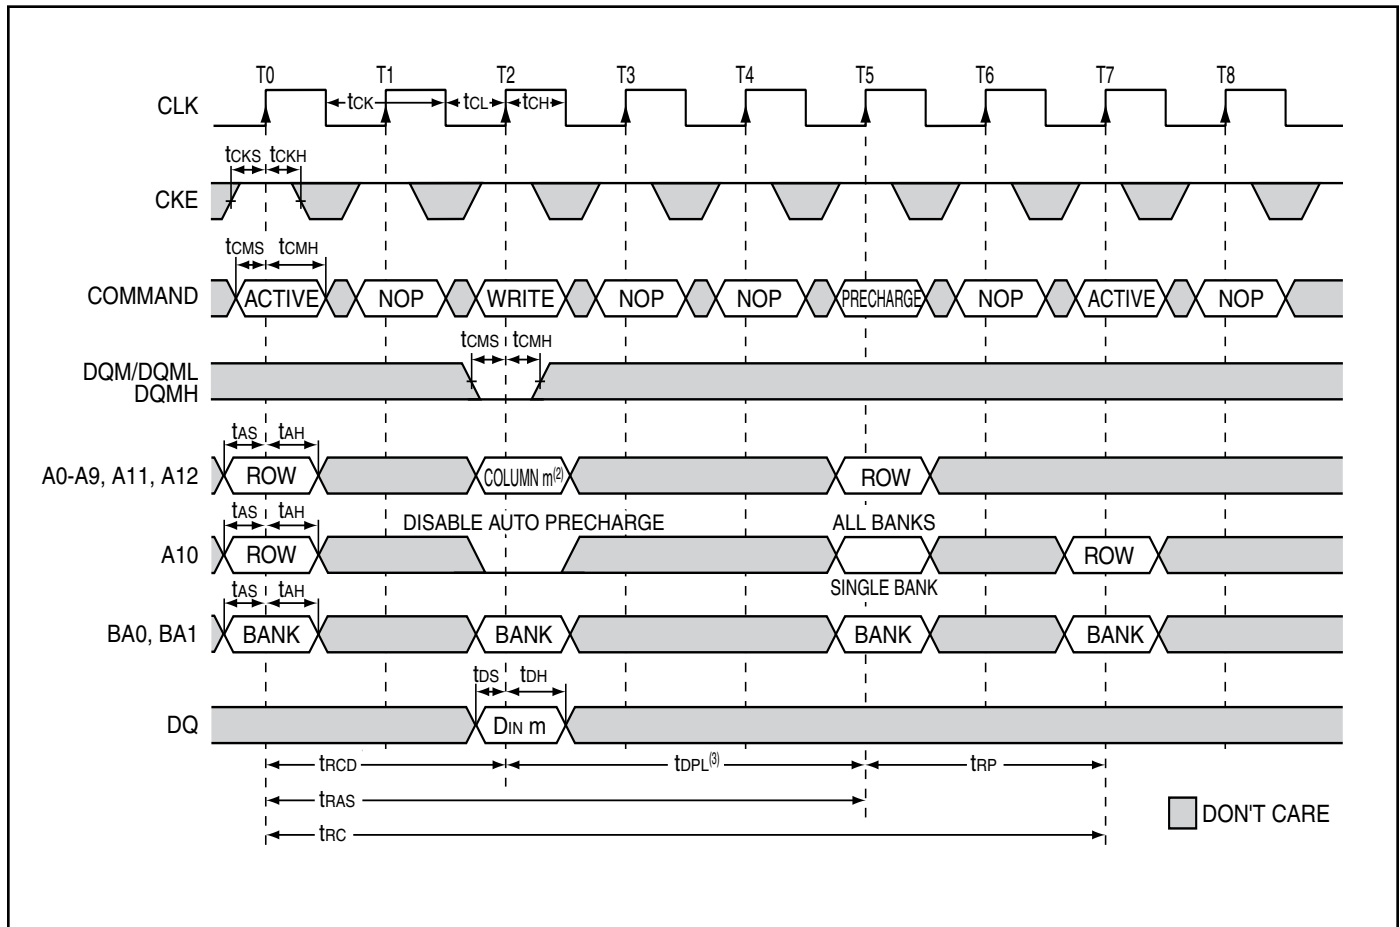 T0 T1 T2 T3 T4 T5 T6 T7 T8
CLK tCK tCL tCH
tCKS tCKH
CKE
tCMS tCMH
COMMAND ACTIVE NOP WRITE NOP NOP PRECHARGE NOP ACTIVE NOP
tCMS tCMH
DQM/DQML
DQMH
tAS tAH
A0-A9, A11, A12 ROW COLUMN m(2) ROW
tAS tAH DISABLE AUTO PRECHARGE ALL BANKS
A10 ROW ROW
tAS tAH SINGLE BANK
BA0, BA1 BANK BANK BANK BANK
tDS tDH
DQ DIN m
tRCD tDPL(3) tRP
tRAS
DON'T CARE
tRC